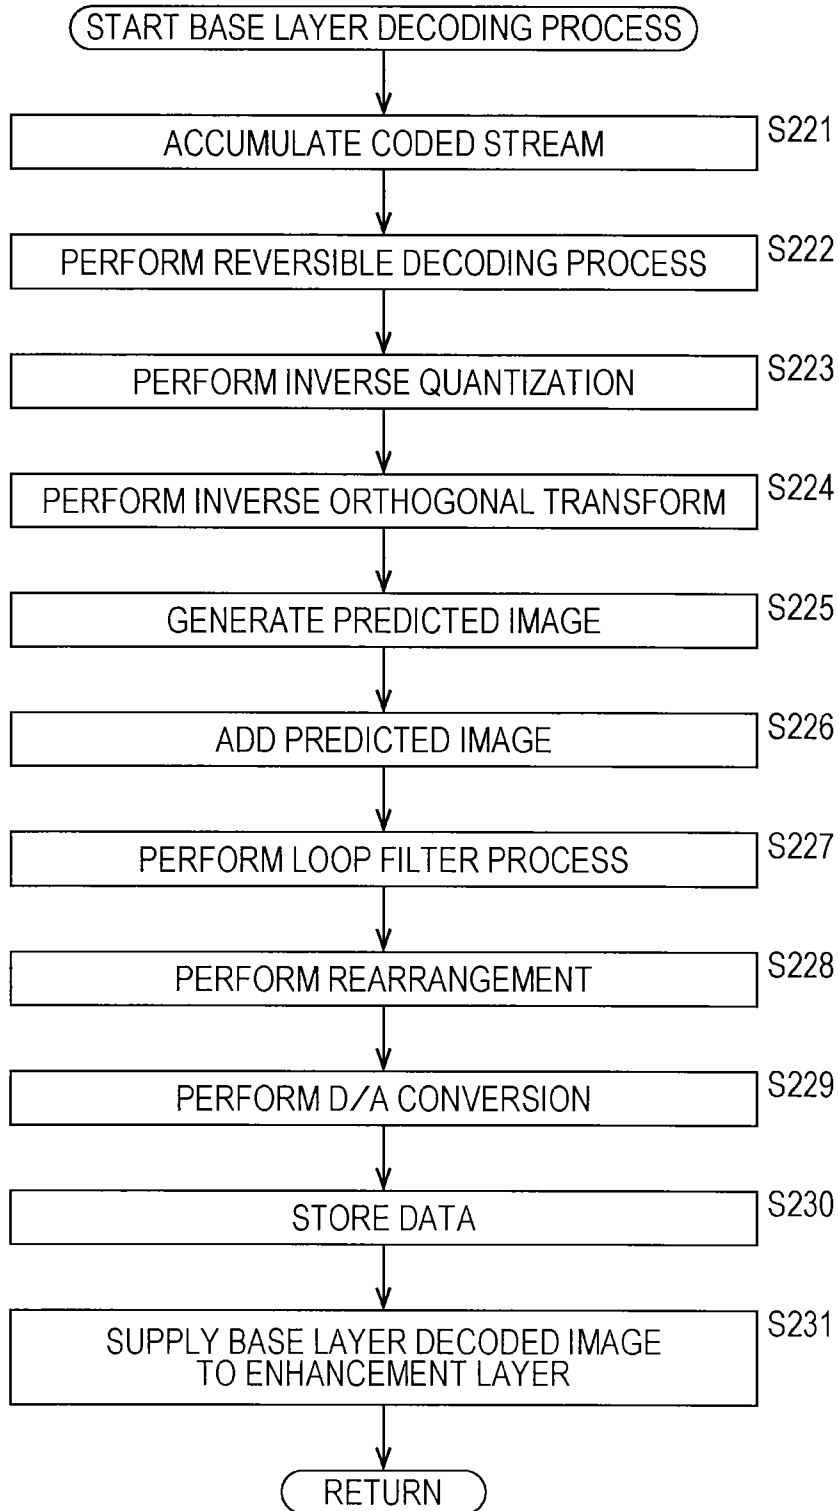 START BASE LAYER DECODING PROCESS
S221
ACCUMULATE CODED STREAM
S222
PERFORM REVERSIBLE DECODING PROCESS
S223
PERFORM INVERSE QUANTIZATION
S224
PERFORM INVERSE ORTHOGONAL TRANSFORM
S225
GENERATE PREDICTED IMAGE
S226
ADD PREDICTED IMAGE
S227
PERFORM LOOP FILTER PROCESS
S228
PERFORM REARRANGEMENT
S229
PERFORM D/A CONVERSION
S230
STORE DATA
S231
SUPPLY BASE LAYER DECODED IMAGE
TO ENHANCEMENT LAYER
RETURN